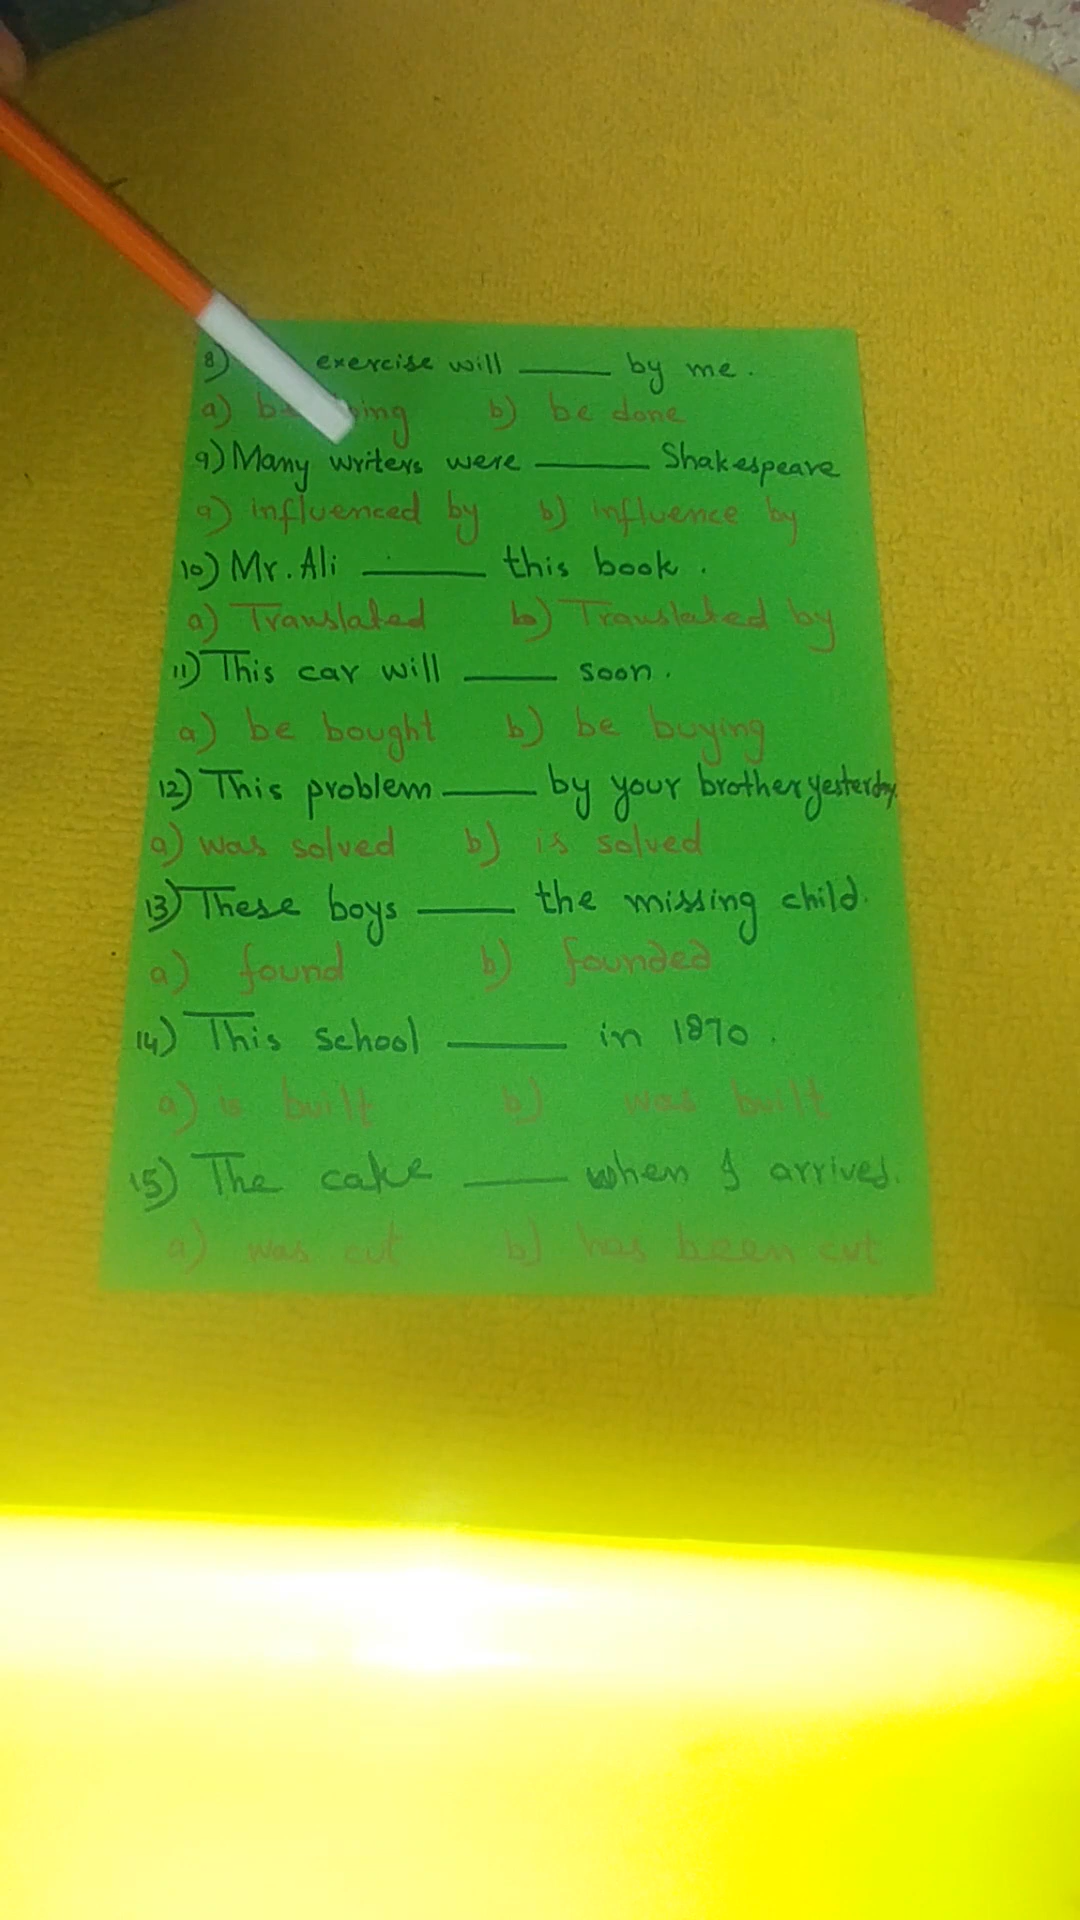 8) exercise will ____ by me.
a) b) be done
9) Many writers were ____ Shakespeare
a) influenced by b) influence by
10) Mr. Ali ____ this book.
a) Translated b) Translated by
11) This car will ____ soon.
a) be bought b) be buying
12) This problem ____ by your brother yesterday.
a) was solved b) is solved
13) These boys ____ the missing child.
a) found b) founded
14) This school ____ in 1870.
a) is built b) was built
15) The cake ____ when I arrived.
a) was cut b) has been cut